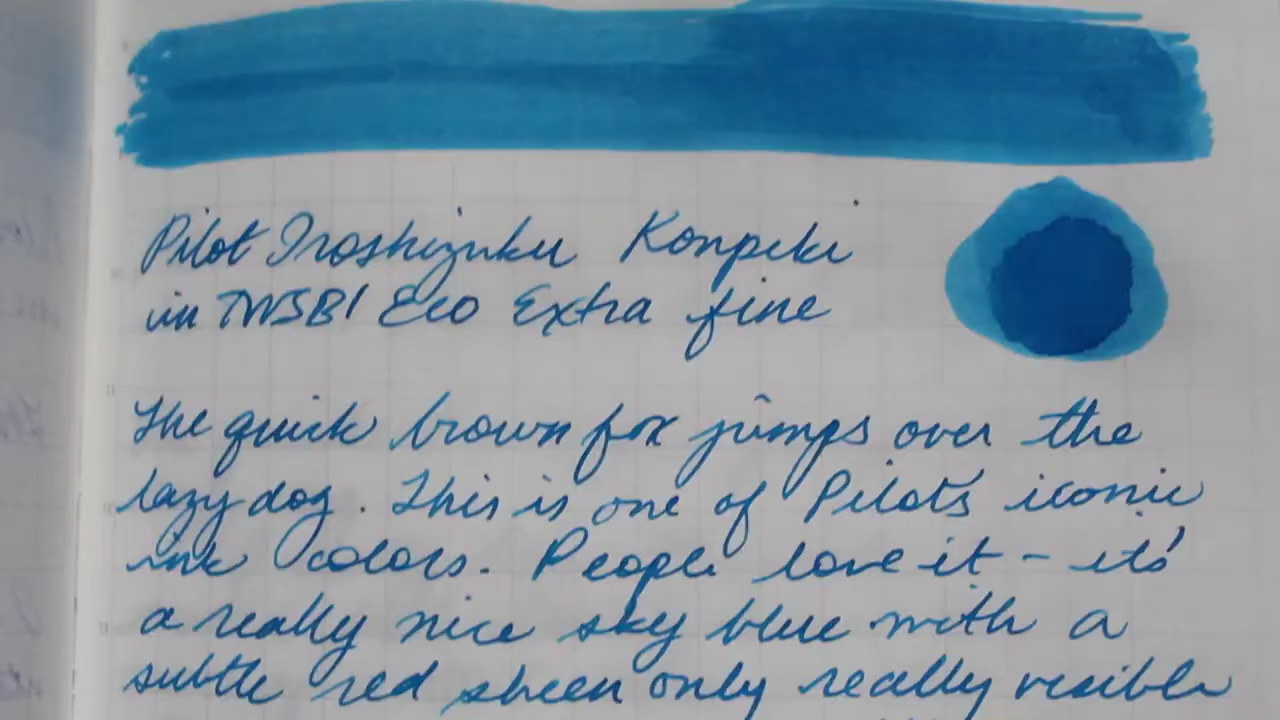 Pilot Iroshizuku Konpeki
in TWSBI Eco Extra fine
The quick brown fox jumps over the
lazy dog. This is one of Pilot's iconic
ink colors. People love it - it's
a really nice sky blue with a
subtle red sheen only really visible